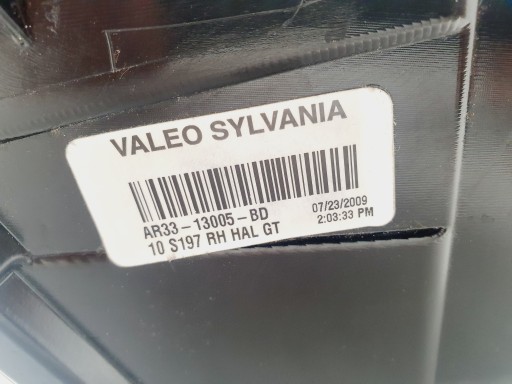 VALEO SYLVANIA
AR33-13005-BD
07/23/2009
10 S197 RH HAL GT
2:03:33 PM